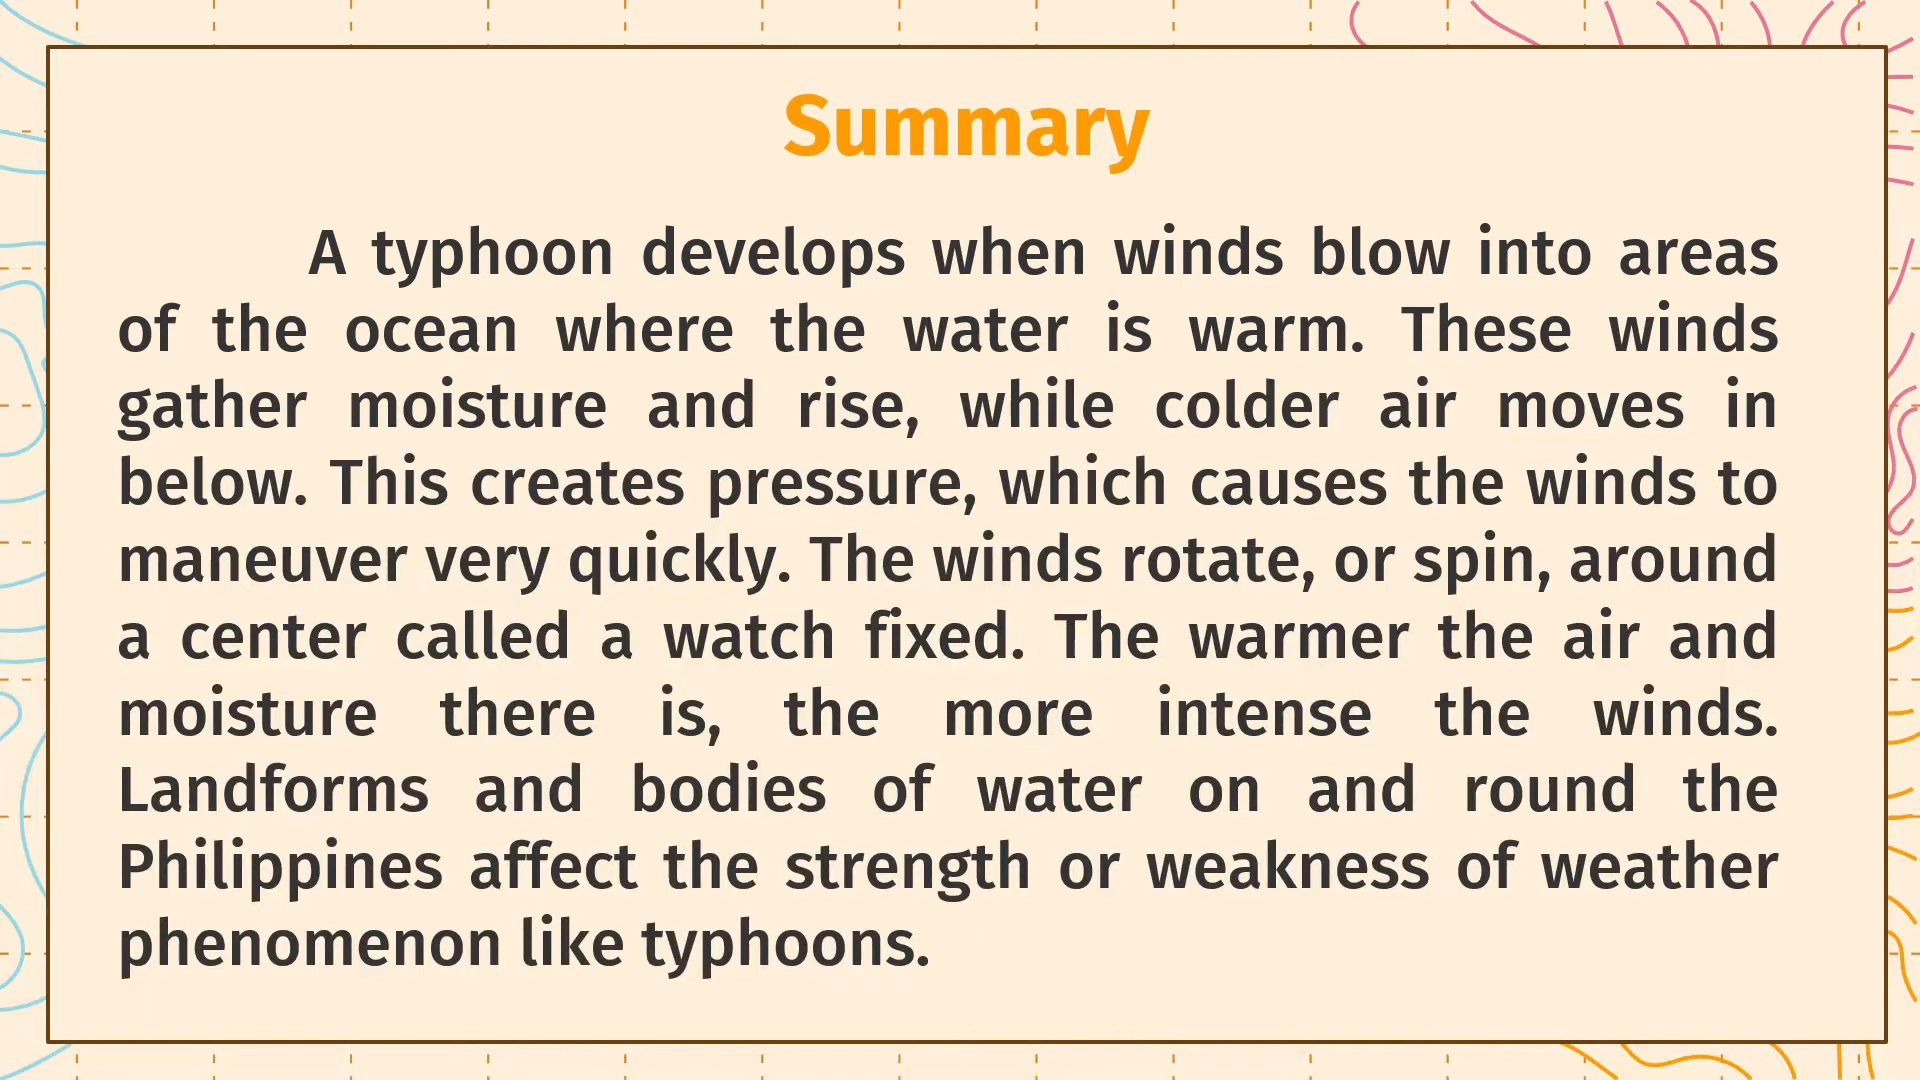 Summary
A typhoon develops when winds blow into areas
of the ocean where the water is warm. These winds
gather moisture and rise, while colder air moves in
below. This creates pressure, which causes the winds to
maneuver very quickly. The winds rotate, or spin, around
a center called a watch fixed. The warmer the air and
moisture there is, the more intense the winds.
Landforms and bodies of water on and round the
Philippines affect the strength or weakness of weather
phenomenon like typhoons.